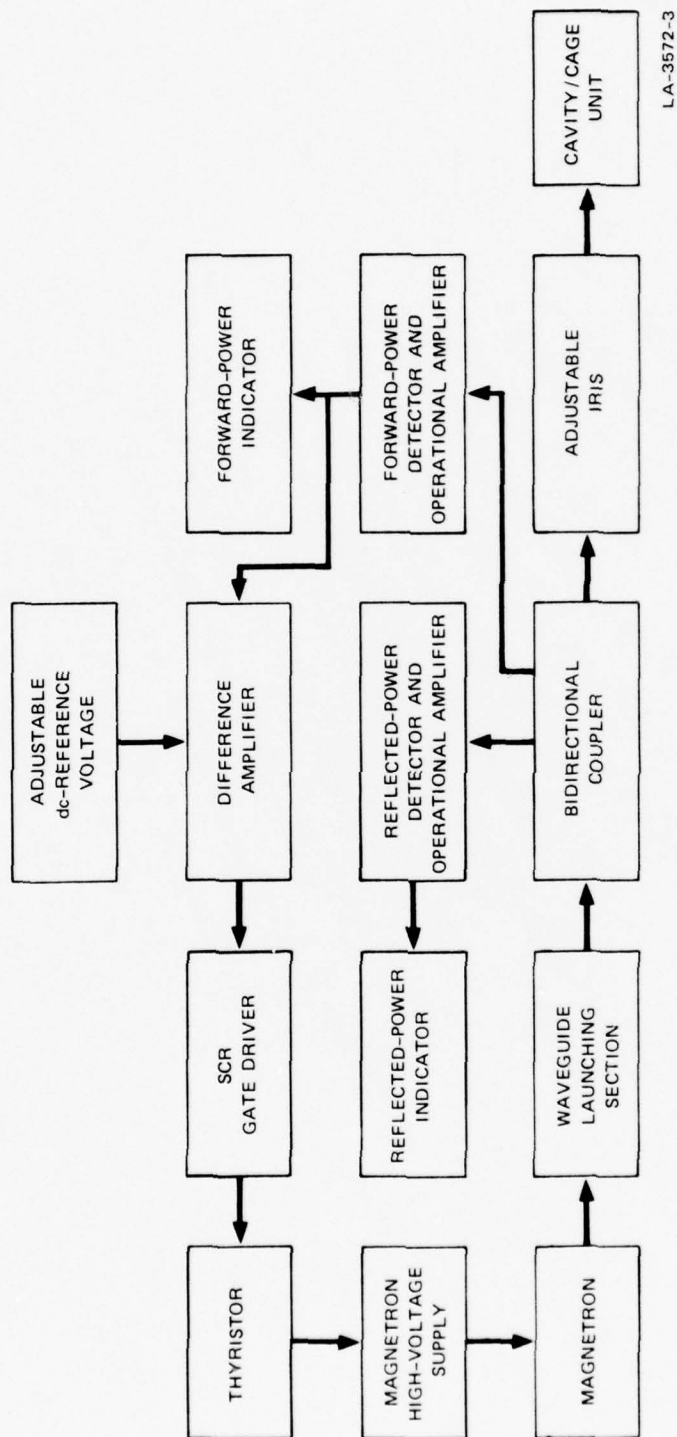 ADJUSTABLE
dc-REFERENCE
VOLTAGE
THYRISTOR
SCR
GATE DRIVER
DIFFERENCE
AMPLIFIER
FORWARD-POWER
INDICATOR
MAGNETRON
HIGH-VOLTAGE
SUPPLY
REFLECTED-POWER
INDICATOR
REFLECTED-POWER
DETECTOR AND
OPERATIONAL AMPLIFIER
FORWARD-POWER
DETECTOR AND
OPERATIONAL AMPLIFIER
MAGNETRON
WAVEGUIDE
LAUNCHING
SECTION
BIDIRECTIONAL
COUPLER
ADJUSTABLE
IRIS
CAVITY/CAGE
UNIT
LA-3572-3